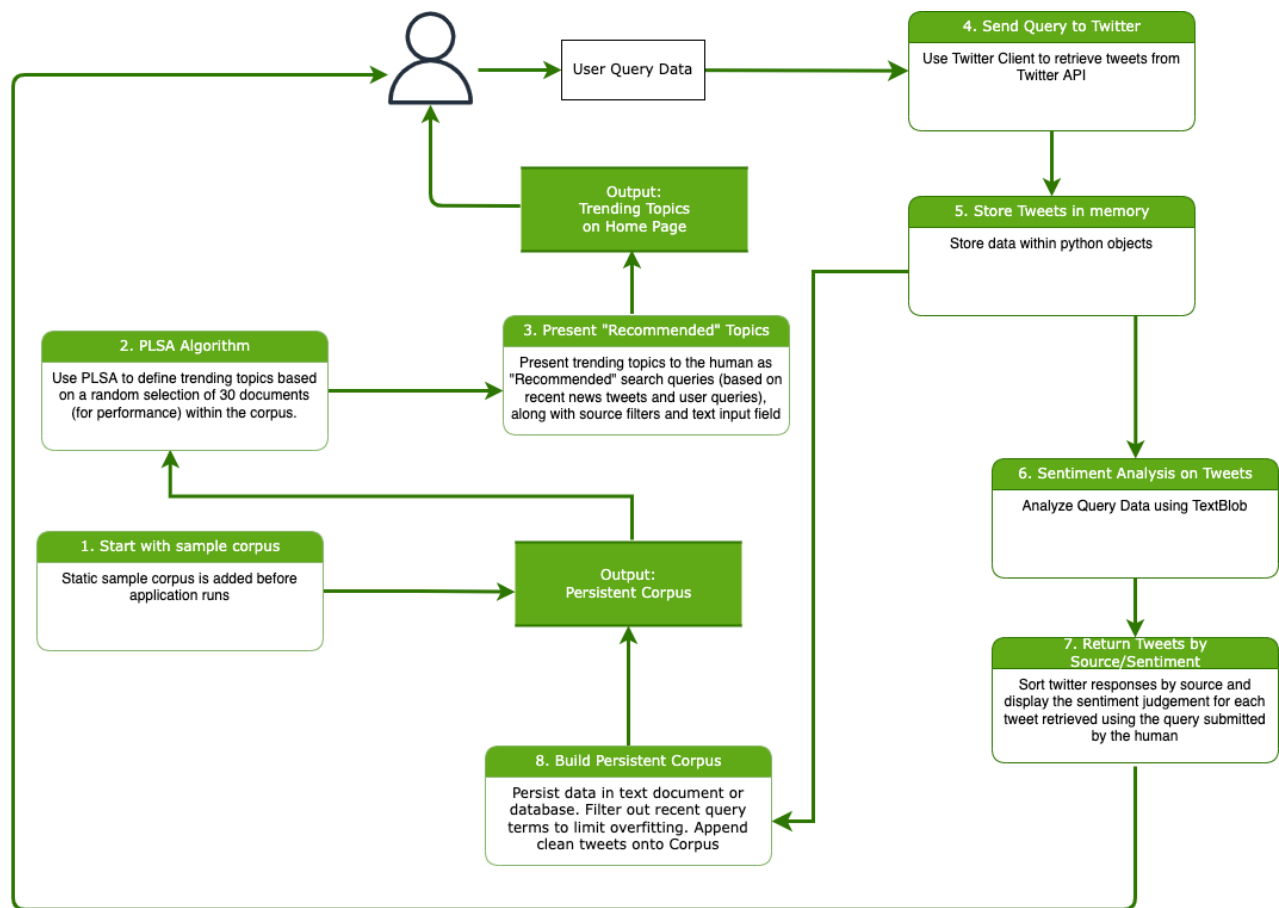 User Query Data
4. Send Query to Twitter
Use Twitter Client to retrieve tweets from
Twitter API
Output:
Trending Topics
on Home Page
5. Store Tweets in memory
Store data within python objects
2. PLSA Algorithm
Use PLSA to define trending topics based
on a random selection of 30 documents
(for performance) within the corpus.
3. Present "Recommended" Topics
Present trending topics to the human as
"Recommended" search queries (based on
recent news tweets and user queries),
along with source filters and text input field
6. Sentiment Analysis on Tweets
Analyze Query Data using TextBlob
1. Start with sample corpus
Static sample corpus is added before
application runs
Output:
Persistent Corpus
7. Return Tweets by
Source/Sentiment
Sort twitter responses by source and
display the sentiment judgement for each
tweet retrieved using the query submitted
by the human
8. Build Persistent Corpus
Persist data in text document or
database. Filter out recent query
terms to limit overfitting. Append
clean tweets onto Corpus